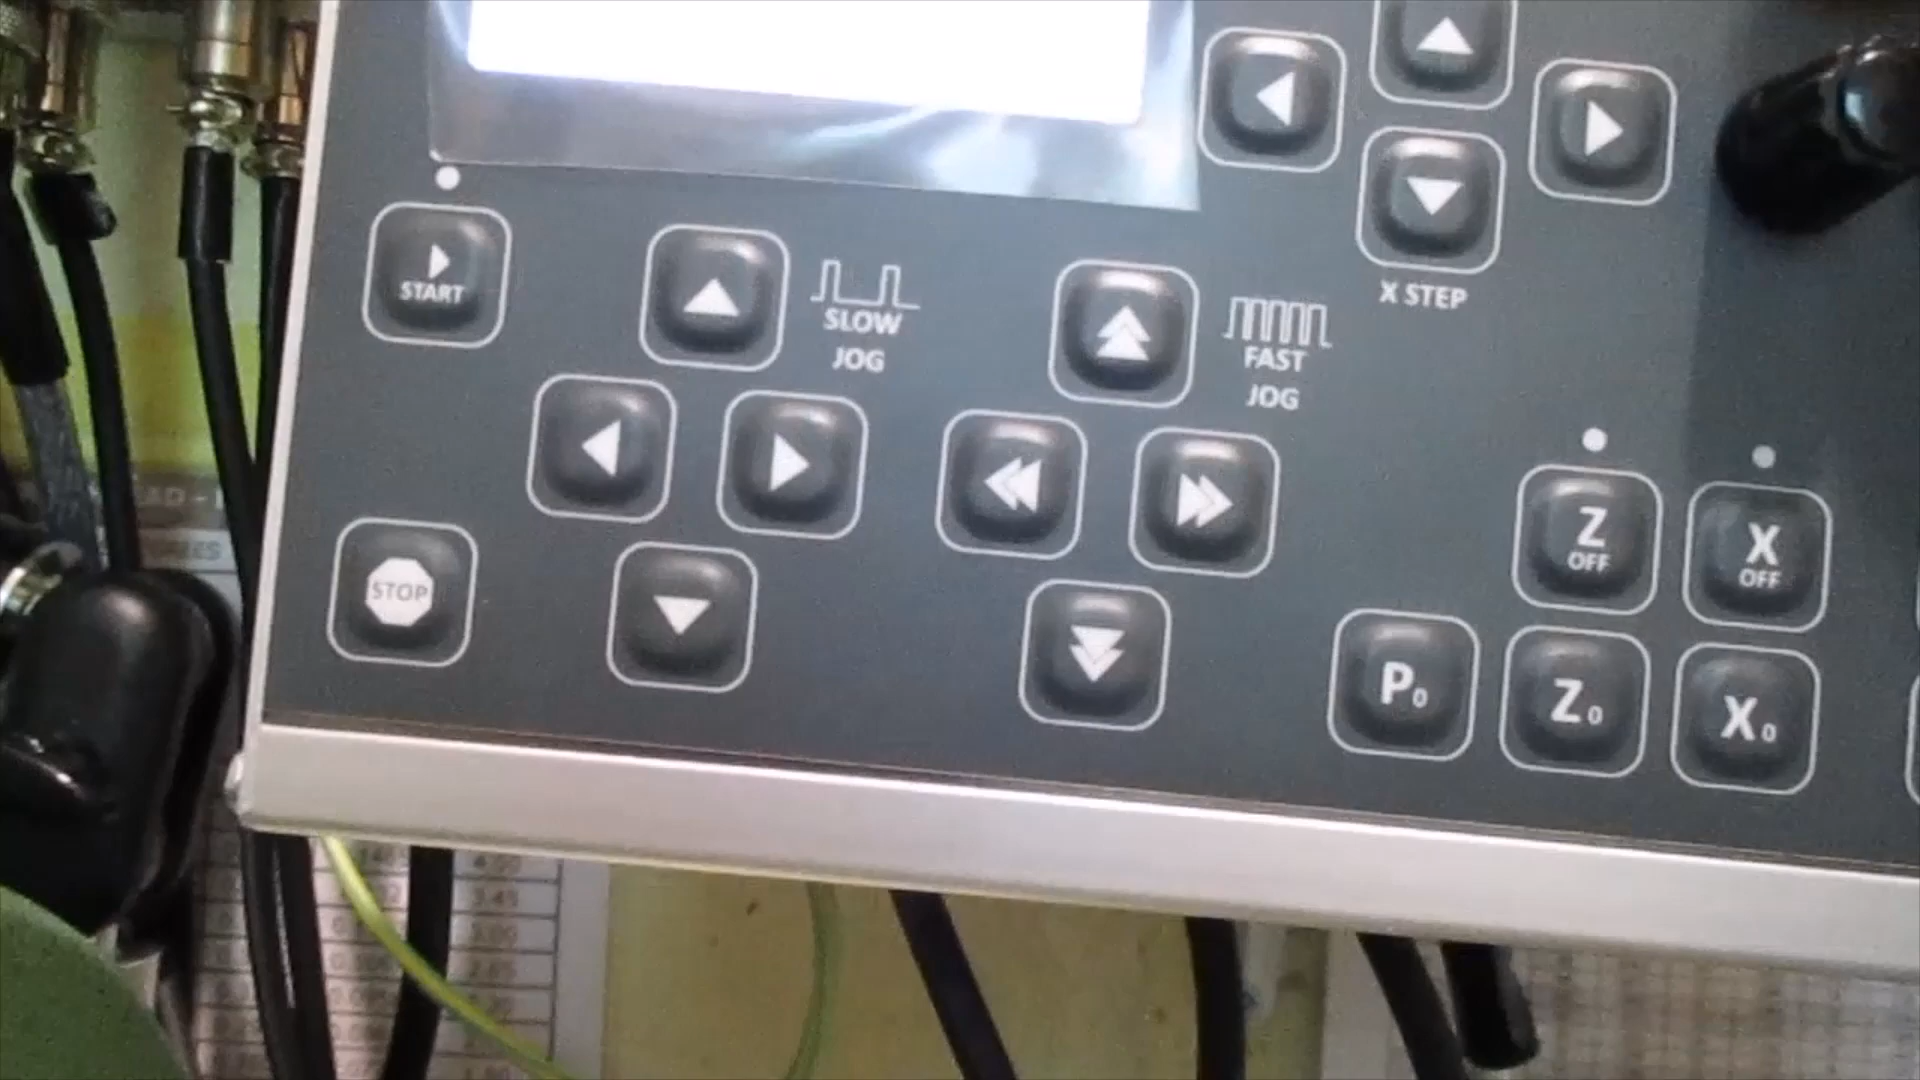 START
SLOW
JOG
FAST
JOG
X STEP
STOP
Z
OFF
X
OFF
P0
Z0
X0